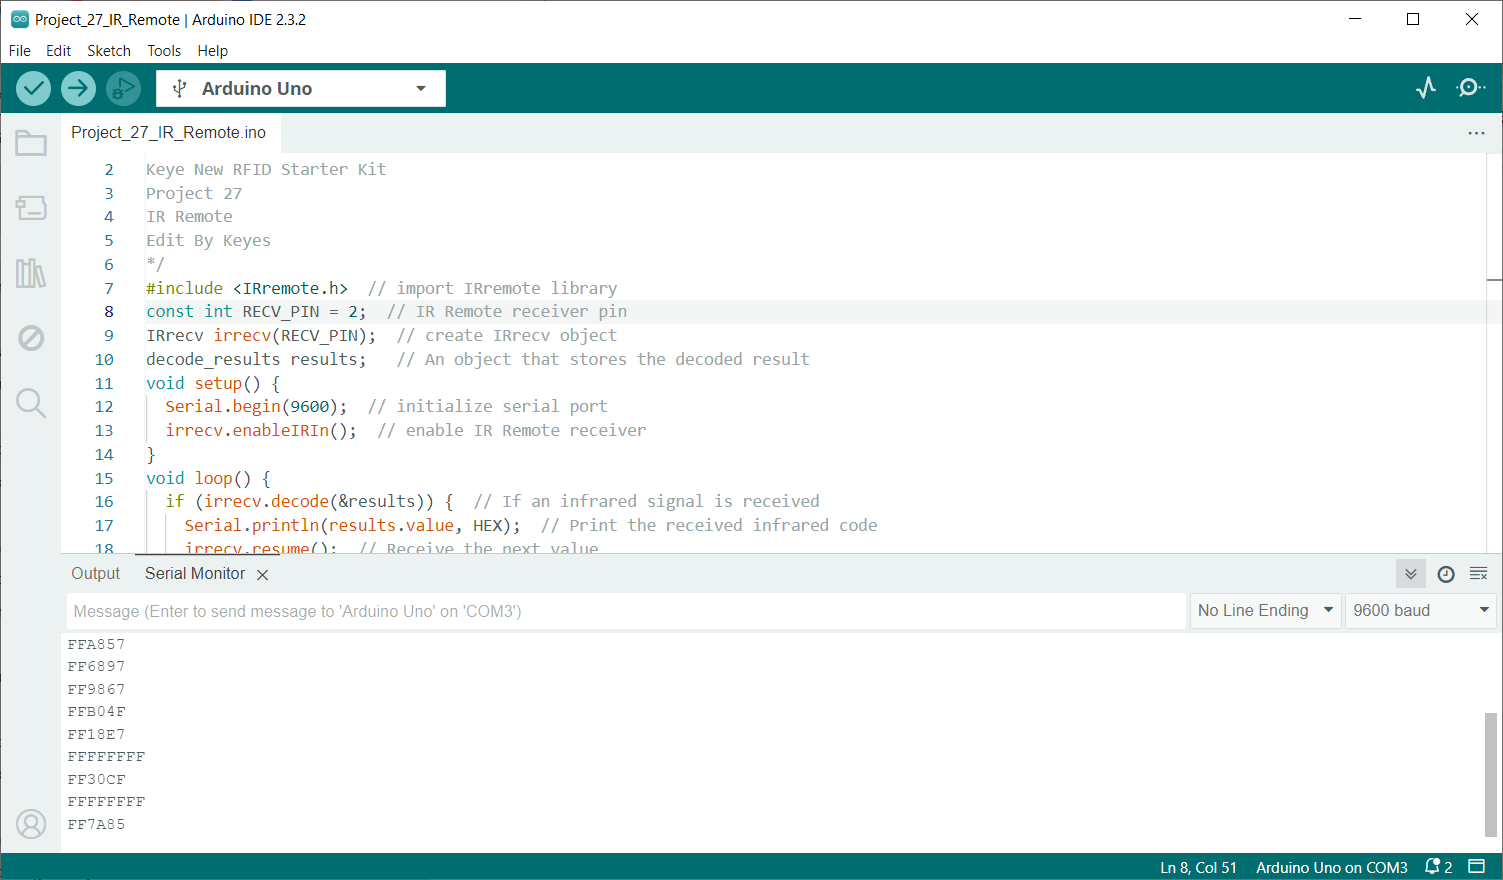 Project_27_IR_Remote | Arduino IDE 2.3.2
File Edit Sketch Tools Help
Arduino Uno
Project_27_IR_Remote.ino
2 Keye New RFID Starter Kit
3 Project 27
4 IR Remote
5 Edit By Keyes
6 */
7 #include <IRremote.h>  // import IRremote library
8 const int RECV_PIN = 2;  // IR Remote receiver pin
9 IRrecv irrecv(RECV_PIN);  // create IRrecv object
10 decode_results results;   // An object that stores the decoded result
11 void setup() {
12   Serial.begin(9600);  // initialize serial port
13   irrecv.enableIRIn();  // enable IR Remote receiver
14 }
15 void loop() {
16   if (irrecv.decode(&results)) {  // If an infrared signal is received
17     Serial.println(results.value, HEX);  // Print the received infrared code
18     irrecv.resume();  // Receive the next value
Output Serial Monitor
Message (Enter to send message to 'Arduino Uno' on 'COM3') No Line Ending 9600 baud
FFA857
FF6897
FF9867
FFB04F
FF18E7
FFFFFFFF
FF30CF
FFFFFFFF
FF7A85
Ln 8, Col 51 Arduino Uno on COM3 2